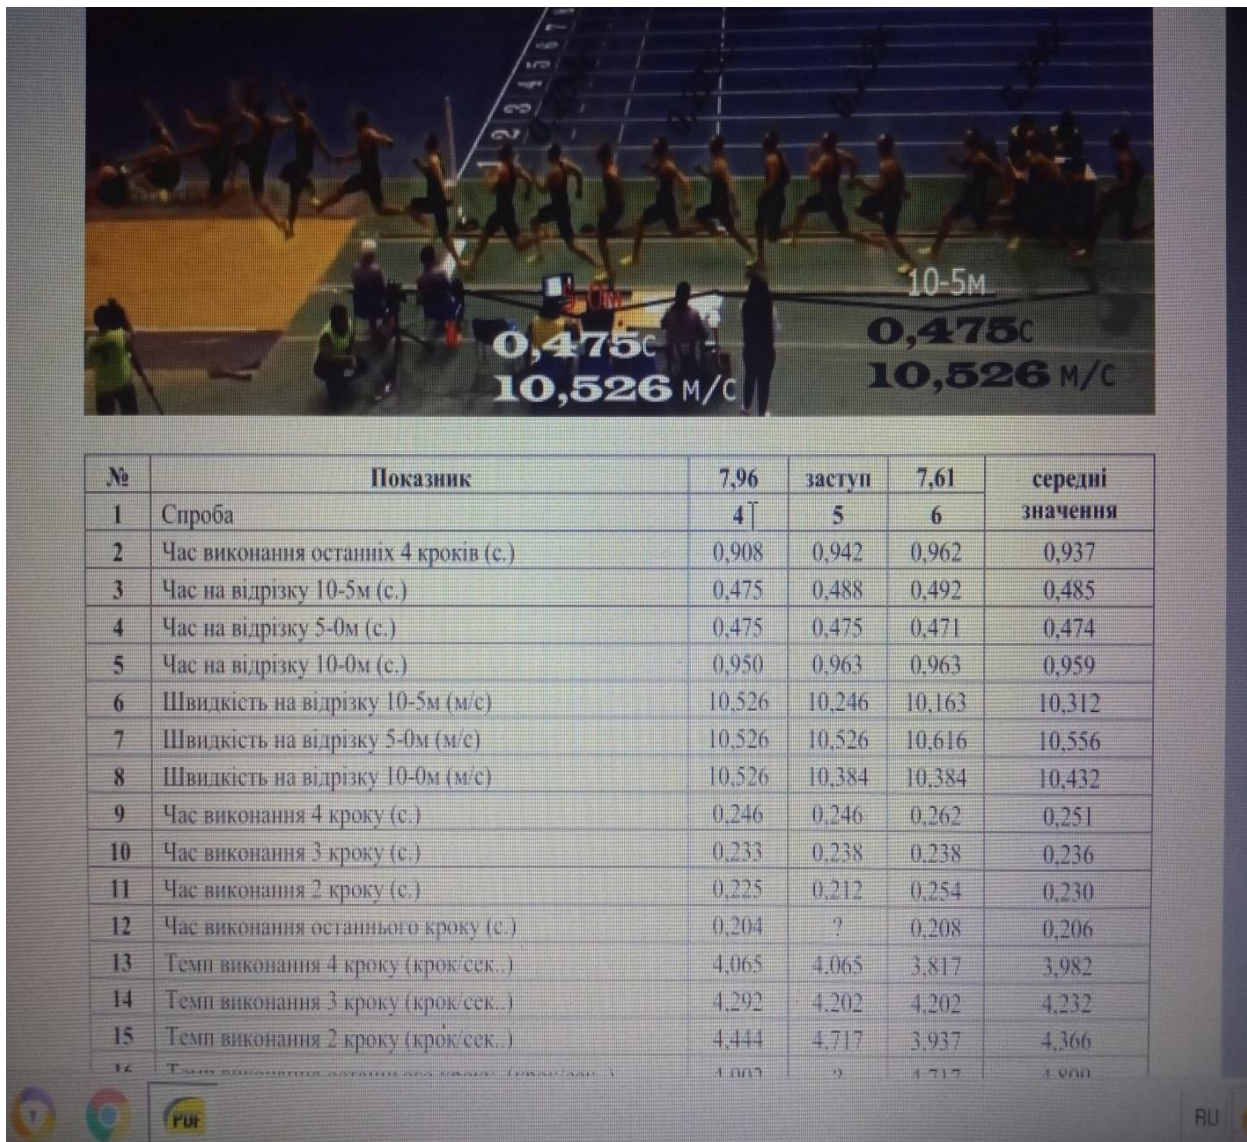 1 2 3 4 5 6 7
10-5м
5-0м
0,475с
0,475с
10,526 м/с
10,526 м/с
№ Показник 7,96 заступ 7,61 середні значення
1 Спроба 4 5 6
2 Час виконання останніх 4 кроків (с.) 0,908 0,942 0,962 0,937
3 Час на відрізку 10-5м (с.) 0,475 0,488 0,492 0,485
4 Час на відрізку 5-0м (с.) 0,475 0,475 0,471 0,474
5 Час на відрізку 10-0м (с.) 0,950 0,963 0,963 0,959
6 Швидкість на відрізку 10-5м (м/с) 10,526 10,246 10,163 10,312
7 Швидкість на відрізку 5-0м (м/с) 10,526 10,526 10,616 10,556
8 Швидкість на відрізку 10-0м (м/с) 10,526 10,384 10,384 10,432
9 Час виконання 4 кроку (с.) 0,246 0,246 0,262 0,251
10 Час виконання 3 кроку (с.) 0,233 0,238 0,238 0,236
11 Час виконання 2 кроку (с.) 0,225 0,212 0,254 0,230
12 Час виконання останнього кроку (с.) 0,204 ? 0,208 0,206
13 Темп виконання 4 кроку (крок/сек..) 4,065 4,065 3,817 3,982
14 Темп виконання 3 кроку (крок/сек..) 4,292 4,202 4,202 4,232
15 Темп виконання 2 кроку (крок/сек..) 4,444 4,717 3,937 4,366
PDF
RU